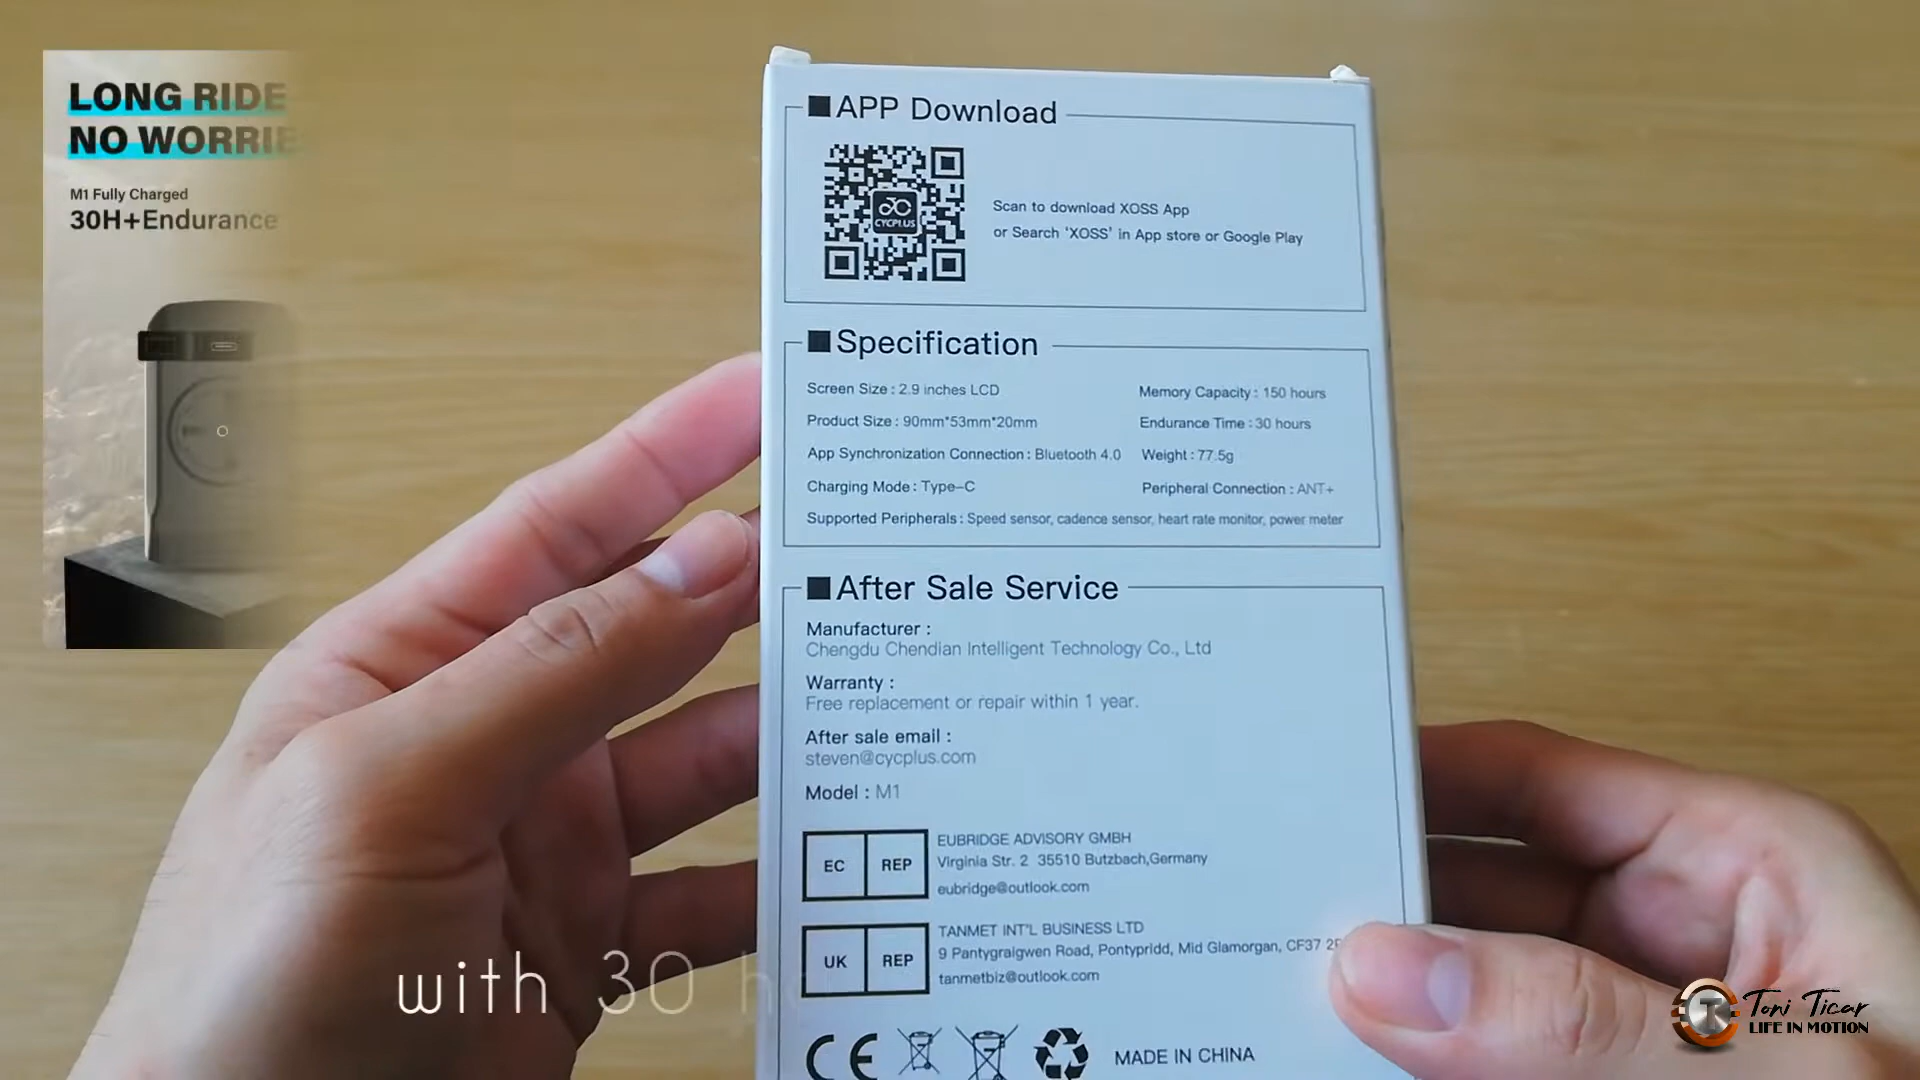 LONG RIDE
NO WORRIE
M1 Fully Charged
30H+Endurance
■APP Download
CYCPLUS
Scan to download XOSS App
or Search 'XOSS' in App store or Google Play
■Specification
Screen Size : 2.9 inches LCD
Memory Capacity : 150 hours
Product Size : 90mm*53mm*20mm
Endurance Time : 30 hours
App Synchronization Connection : Bluetooth 4.0
Weight : 77.5g
Charging Mode : Type-C
Peripheral Connection : ANT+
Supported Peripherals : Speed sensor, cadence sensor, heart rate monitor, power meter
■After Sale Service
Manufacturer :
Chengdu Chendian Intelligent Technology Co., Ltd
Warranty :
Free replacement or repair within 1 year.
After sale email :
steven@cycplus.com
Model : M1
EC REP
EUBRIDGE ADVISORY GMBH
Virginia Str. 2 35510 Butzbach,Germany
eubridge@outlook.com
UK REP
TANMET INT'L BUSINESS LTD
9 Pantygraigwen Road, Pontypridd, Mid Glamorgan, CF37
tanmetbiz@outlook.com
CE
MADE IN CHINA
with 30
T
Toni Ticar
LIFE IN MOTION